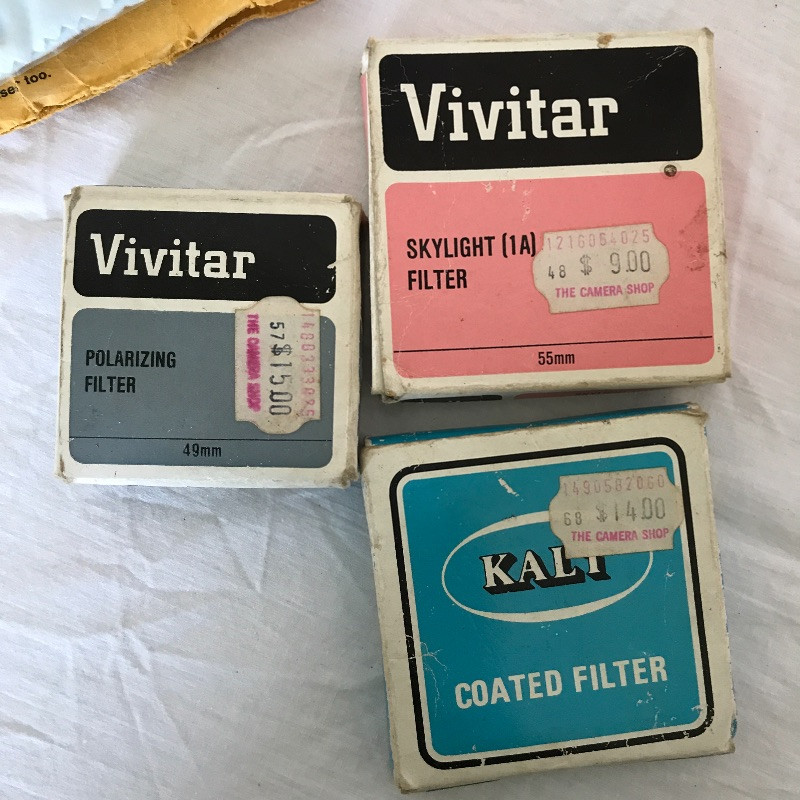 ser too.
Vivitar
POLARIZING
FILTER
57 $15.00
THE CAMERA SHOP
49mm
Vivitar
SKYLIGHT (1A)
FILTER
1216054025
48 $ 9.00
THE CAMERA SHOP
55mm
1490582060
68 $14.00
THE CAMERA SHOP
KALT
COATED FILTER